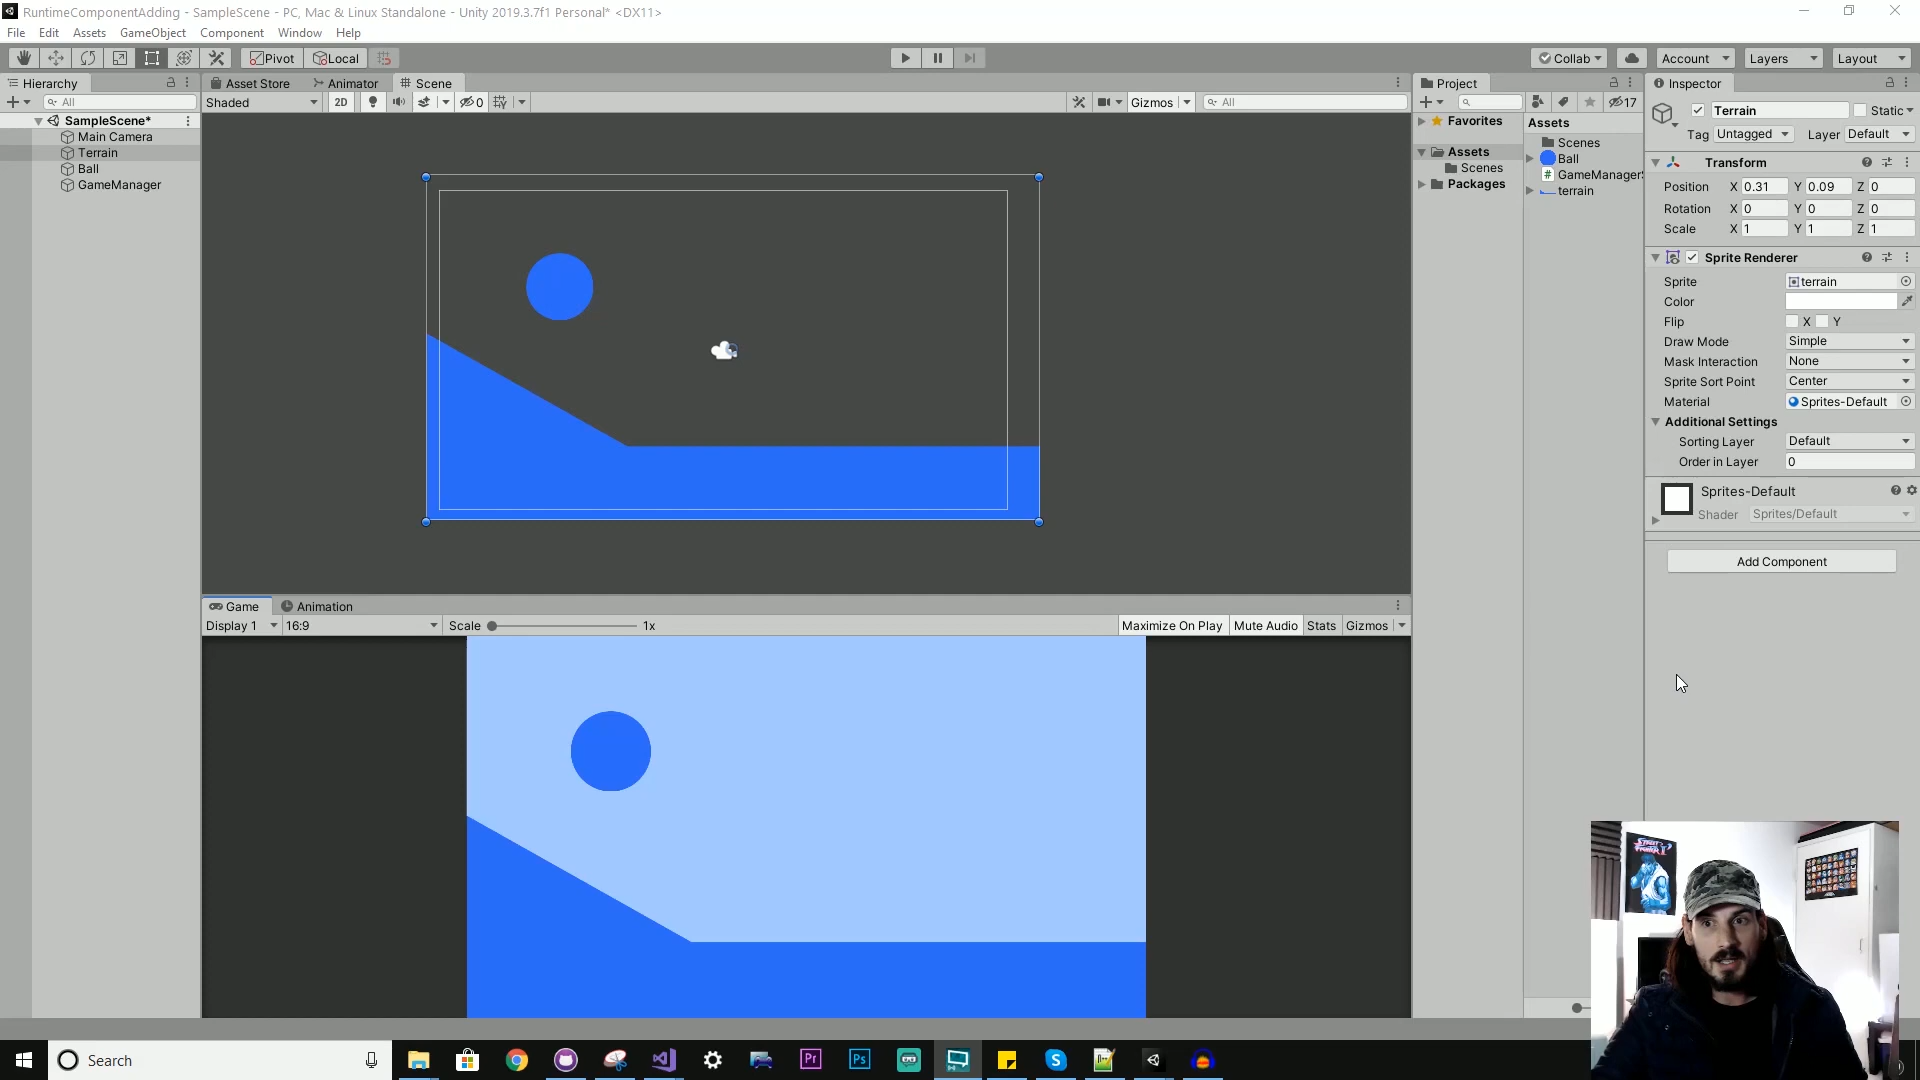 RuntimeComponentAdding - SampleScene - PC, Mac & Linux Standalone - Unity 2019.3.7f1 Personal* <DX11>
File Edit Assets GameObject Component Window Help
Pivot Local Collab Account Layers Layout
Hierarchy
All
SampleScene*
Main Camera
Terrain
Ball
GameManager
Asset Store Animator Scene
Shaded 2D 0 Gizmos All
Game Animation
Display 1 16:9 Scale 1x Maximize On Play Mute Audio Stats Gizmos
Project
17
Favorites
Assets
Scenes
Packages
Assets
Scenes
Ball
GameManagerS
terrain
Inspector
Terrain Static
Tag Untagged Layer Default
Transform
Position X 0.31 Y 0.09 Z 0
Rotation X 0 Y 0 Z 0
Scale X 1 Y 1 Z 1
Sprite Renderer
Sprite terrain
Color
Flip X Y
Draw Mode Simple
Mask Interaction None
Sprite Sort Point Center
Material Sprites-Default
Additional Settings
Sorting Layer Default
Order in Layer 0
Sprites-Default
Shader Sprites/Default
Add Component
Search
Pr
Ps